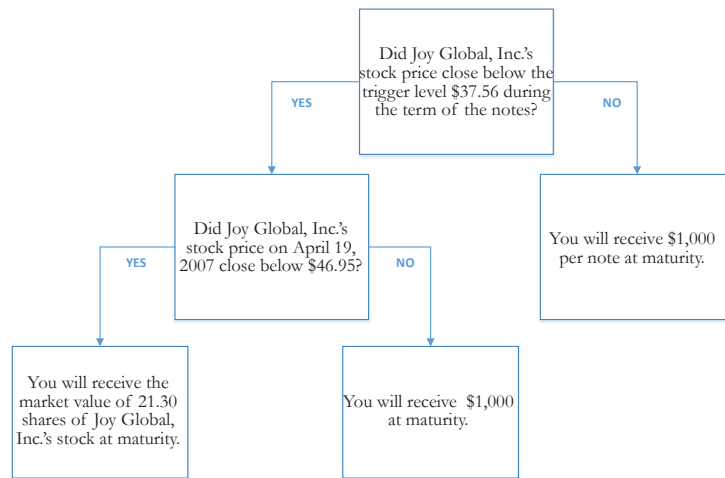 Did Joy Global, Inc.'s
stock price close below the
trigger level $37.56 during
the term of the notes?
YES
NO
Did Joy Global, Inc.'s
stock price on April 19,
2007 close below $46.95?
You will receive $1,000
per note at maturity.
YES
NO
You will receive the
market value of 21.30
shares of Joy Global,
Inc.'s stock at maturity.
You will receive $1,000
at maturity.